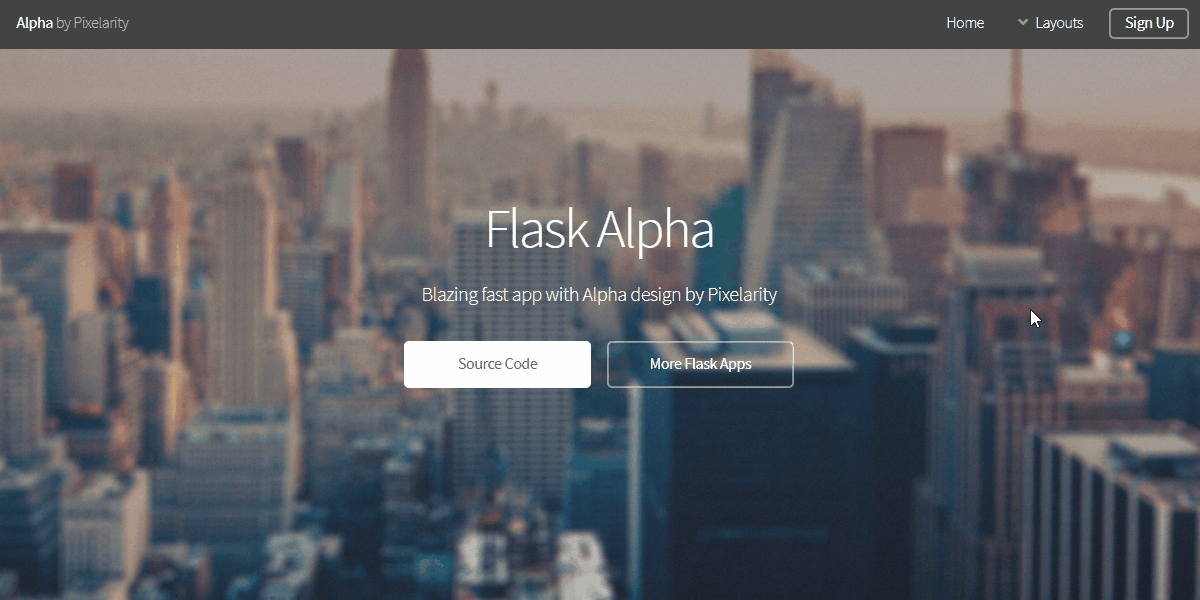 Alpha by Pixelarity
Home
Layouts
Sign Up
Flask Alpha
Blazing fast app with Alpha design by Pixelarity
Source Code
More Flask Apps